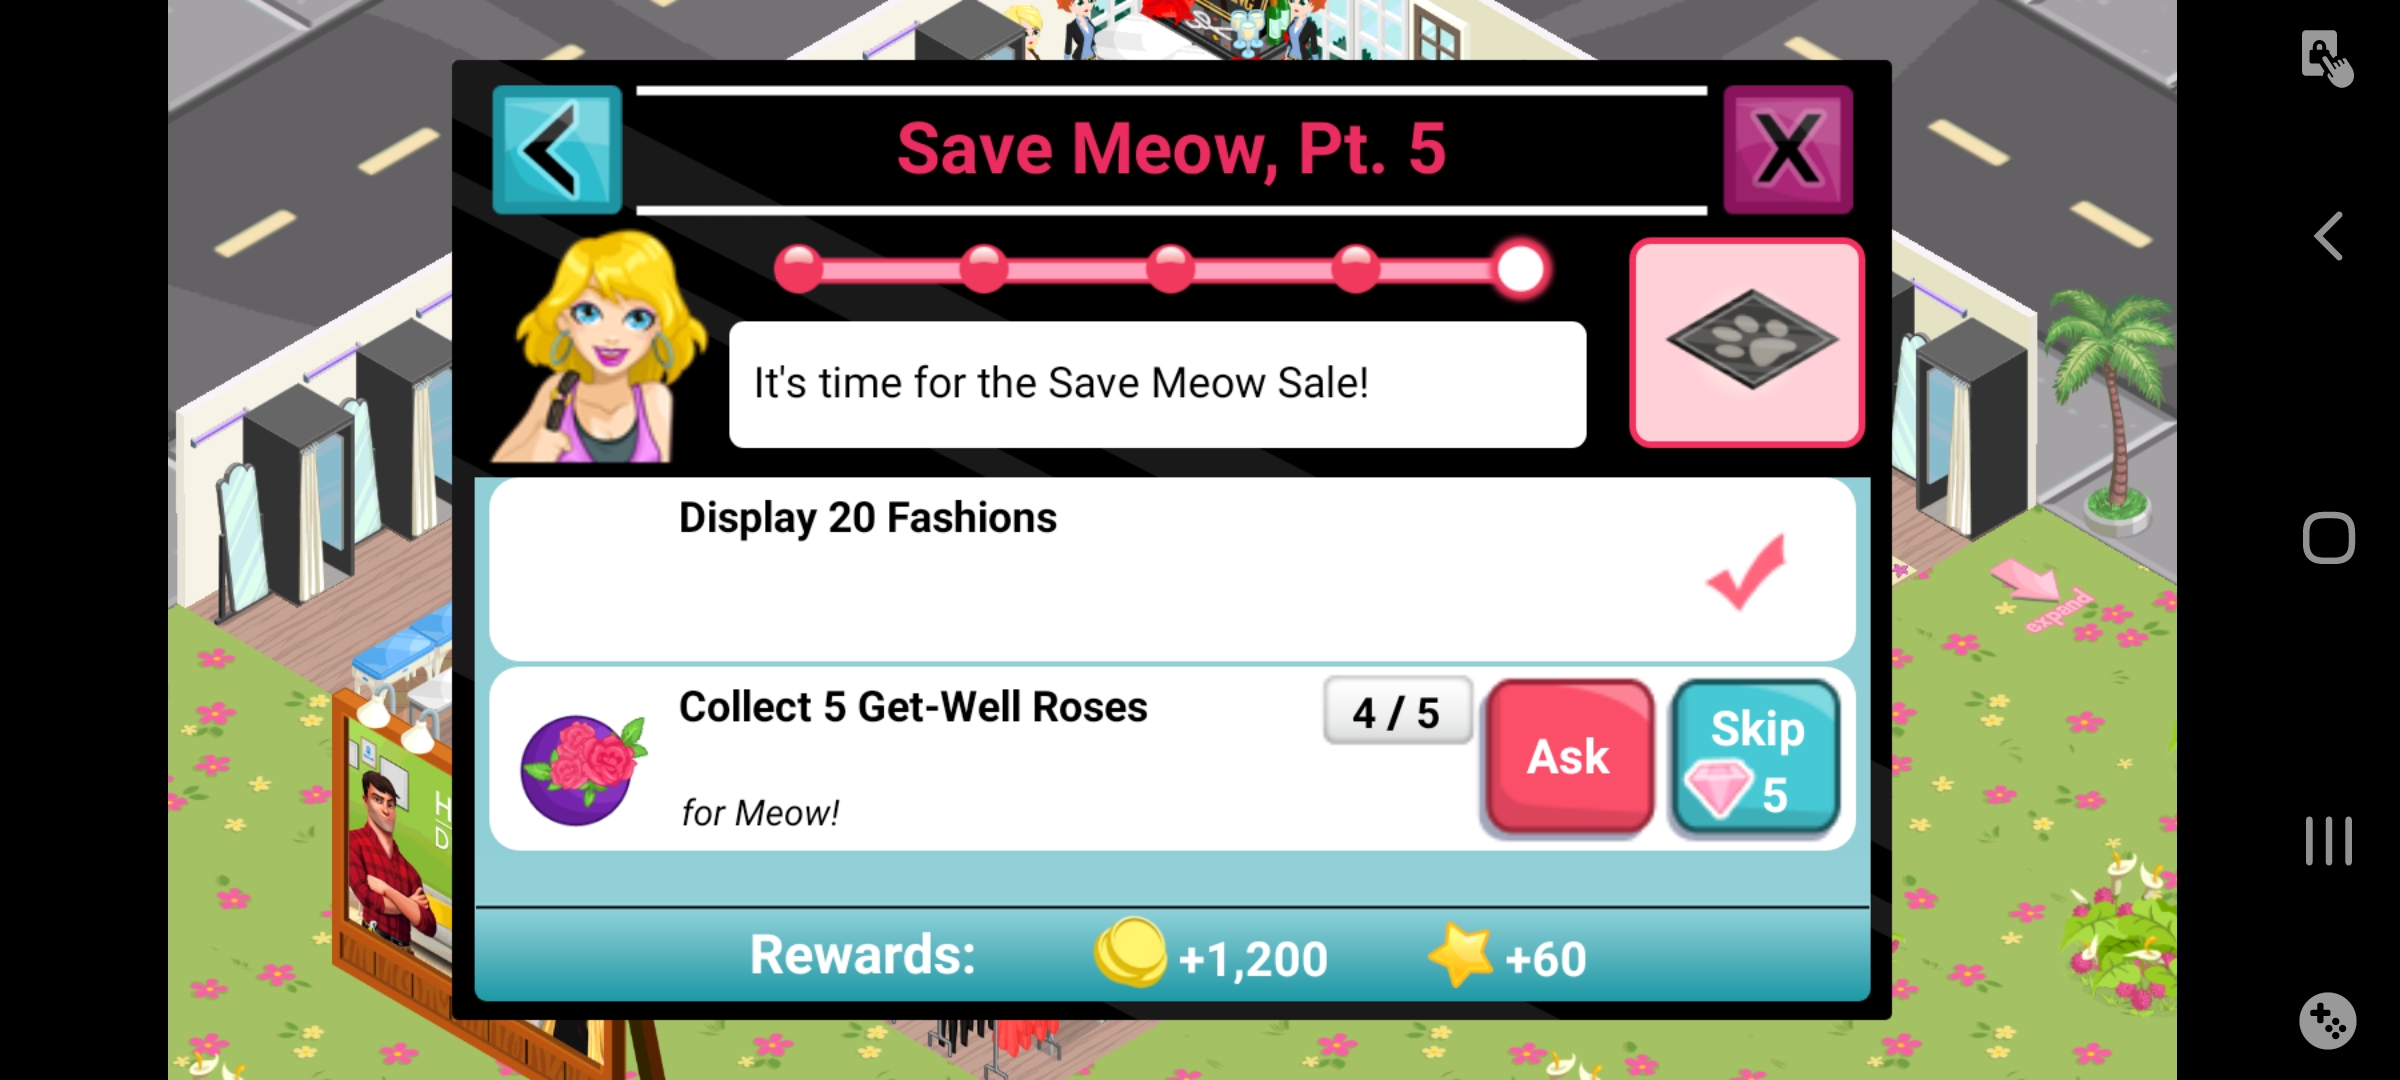 Save Meow, Pt. 5
It's time for the Save Meow Sale!
Display 20 Fashions
Collect 5 Get-Well Roses
4 / 5
Ask
Skip
5
for Meow!
Rewards:
+1,200
+60
expand
H
D